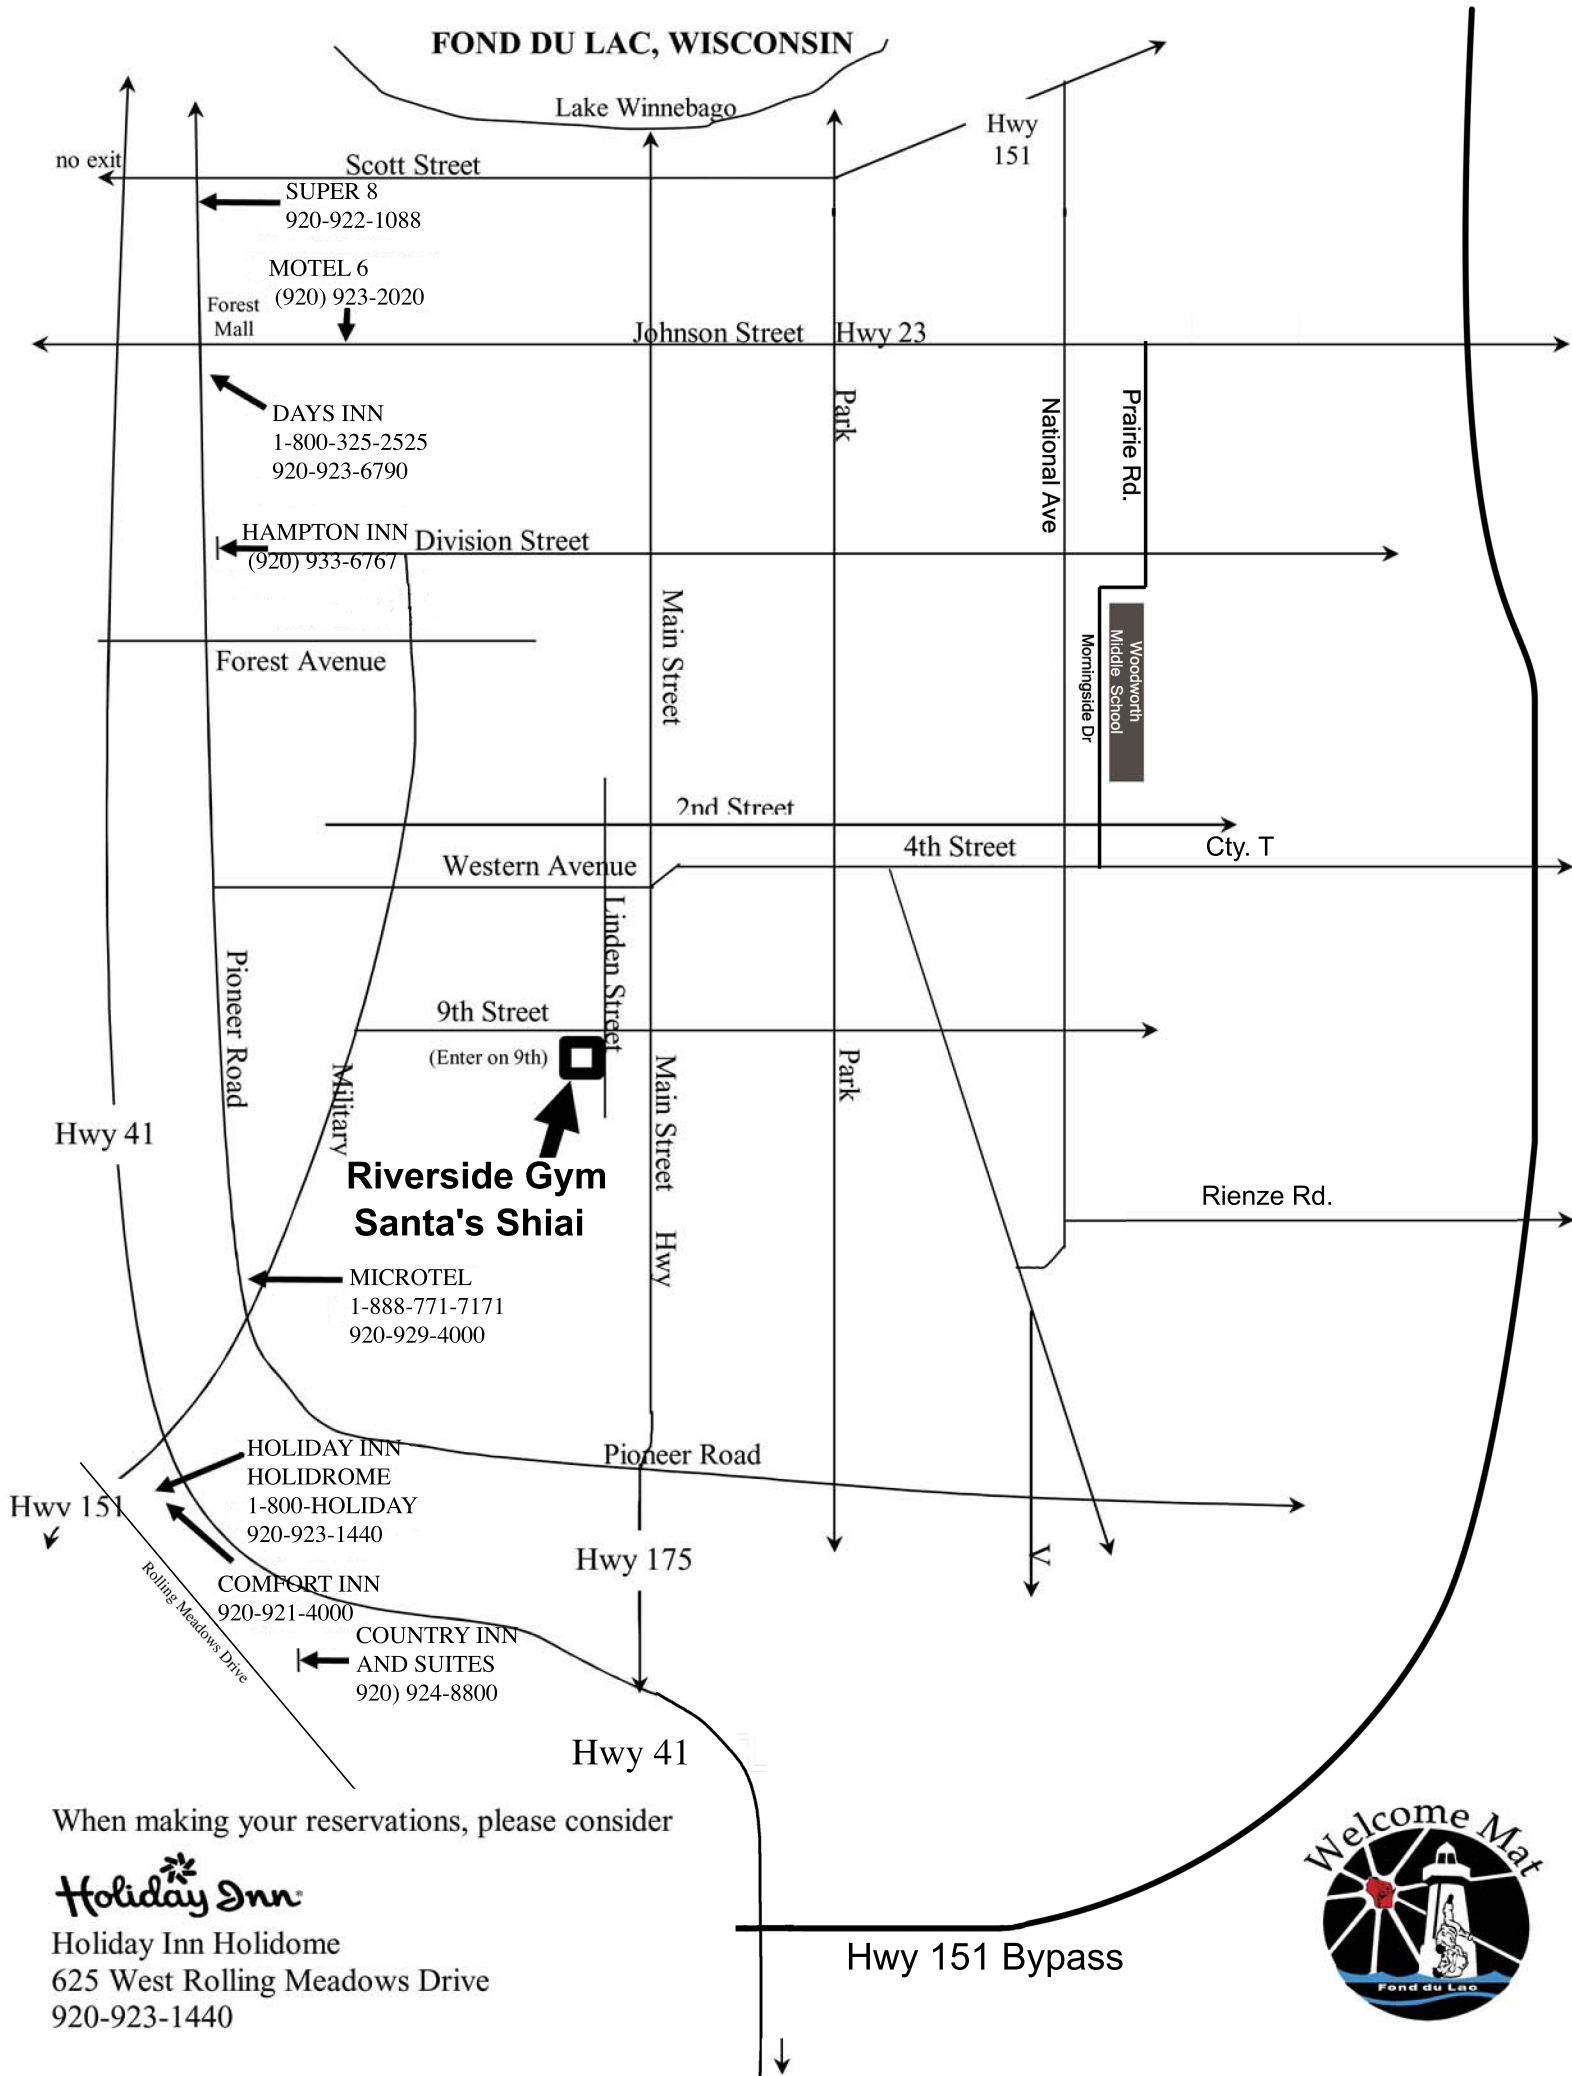 FOND DU LAC, WISCONSIN
Lake Winnebago
Hwy
151
no exit
Scott Street
SUPER 8
920-922-1088
MOTEL 6
(920) 923-2020
Forest
Mall
Johnson Street
Hwy 23
DAYS INN
1-800-325-2525
920-923-6790
Park
National Ave
Prairie Rd.
HAMPTON INN
(920) 933-6767
Division Street
Forest Avenue
Main Street
Morningside Dr
Woodworth
Middle School
2nd Street
4th Street
Cty. T
Western Avenue
Linden Street
Pioneer Road
9th Street
(Enter on 9th)
Military
Main Street
Hwy
Park
Hwy 41
Riverside Gym
Santa's Shiai
Rienze Rd.
MICROTEL
1-888-771-7171
920-929-4000
HOLIDAY INN
HOLIDROME
1-800-HOLIDAY
920-923-1440
Pioneer Road
Hwy 151
Hwy 175
V
COMFORT INN
920-921-4000
Rolling Meadows Drive
COUNTRY INN
AND SUITES
920) 924-8800
Hwy 41
When making your reservations, please consider
Holiday Inn
Holiday Inn Holidome
625 West Rolling Meadows Drive
920-923-1440
Hwy 151 Bypass
Welcome Mat
Fond du Lac